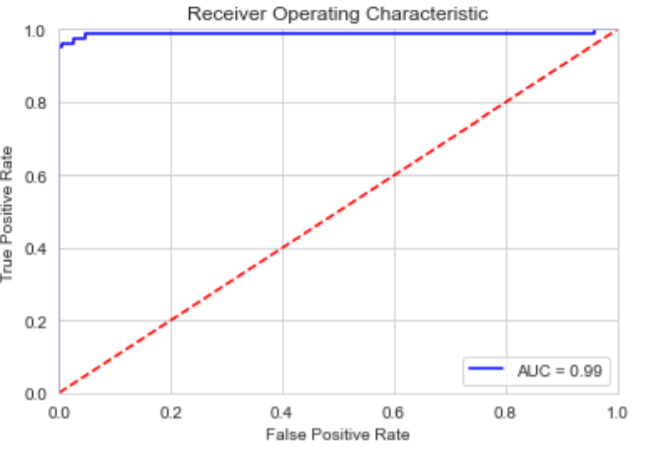 Receiver Operating Characteristic
1.0
0.8
0.6
0.4
0.2
0.0
True Positive Rate
AUC = 0.99
0.0 0.2 0.4 0.6 0.8 1.0
False Positive Rate